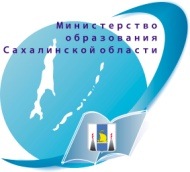 Министерство
образования
Сахалинской области